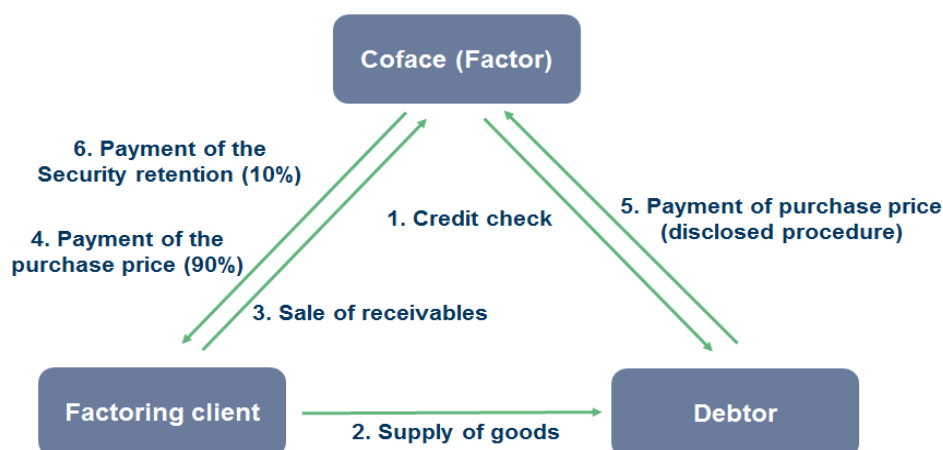 Coface (Factor)
6. Payment of the
Security retention (10%)
1. Credit check
5. Payment of purchase price
(disclosed procedure)
4. Payment of the
purchase price (90%)
3. Sale of receivables
Factoring client
2. Supply of goods
Debtor